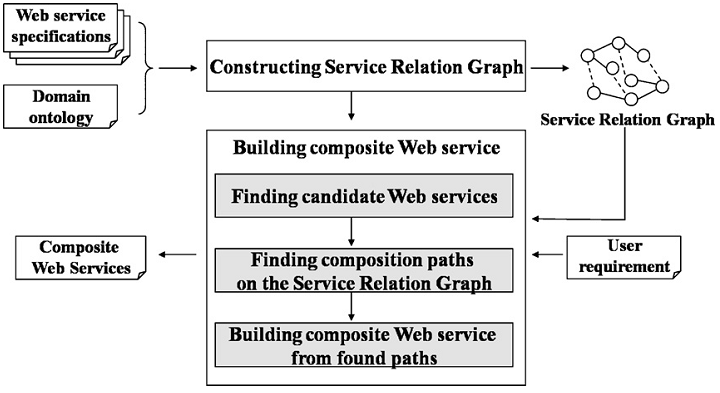 Web service
specifications
Domain
ontology
Constructing Service Relation Graph
Service Relation Graph
Building composite Web service
Finding candidate Web services
Finding composition paths
on the Service Relation Graph
Building composite Web service
from found paths
Composite
Web Services
User
requirement